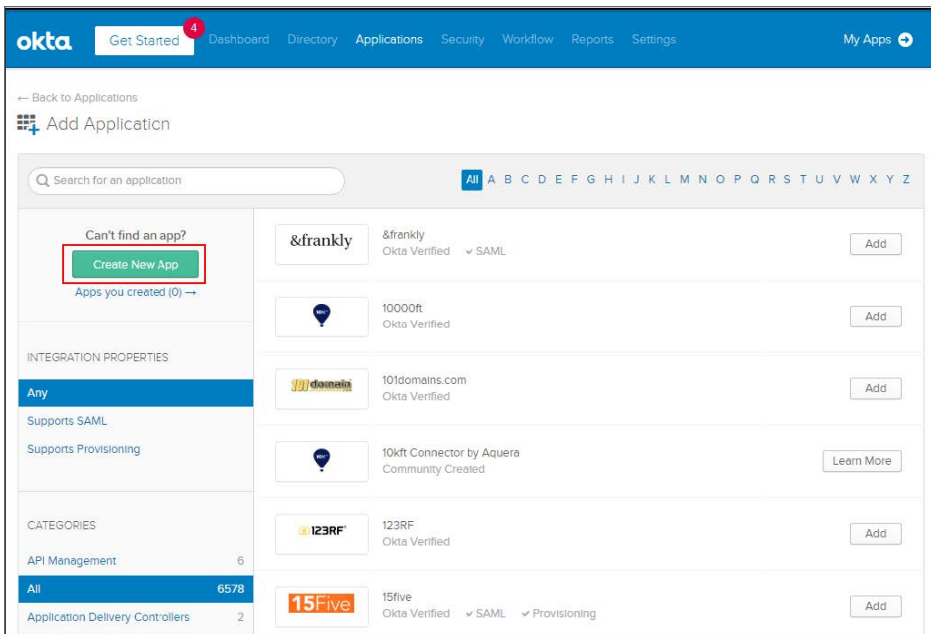 okta
Get Started 4 Dashboard Directory Applications Security Workflow Reports Settings My Apps
← Back to Applications
Add Application
Search for an application
All A B C D E F G H I J K L M N O P Q R S T U V W X Y Z
Can't find an app?
Create New App
Apps you created (0) →
INTEGRATION PROPERTIES
Any
Supports SAML
Supports Provisioning
CATEGORIES
API Management 6
All 6578
Application Delivery Controllers 2
&frankly
&frankly
Okta Verified ✓ SAML
Add
10000ft
Okta Verified
Add
101domain
101domains.com
Okta Verified
Add
10kft Connector by Aquera
Community Created
Learn More
123RF
123RF
Okta Verified
Add
15Five
15five
Okta Verified ✓ SAML ✓ Provisioning
Add